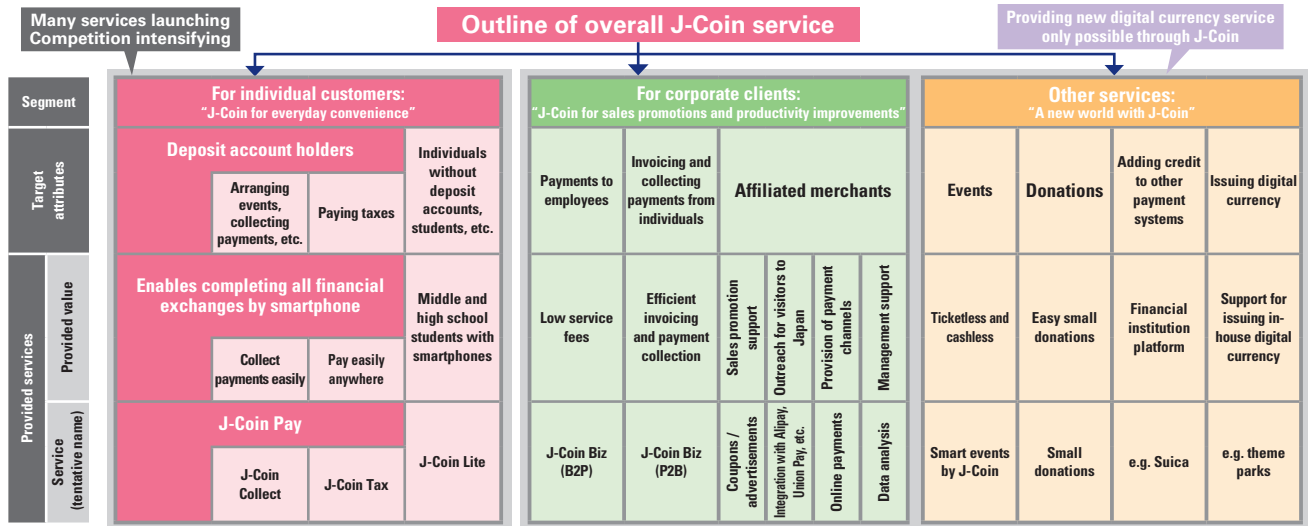 Many services launching
Competition intensifying
Outline of overall J-Coin service
Providing new digital currency service
only possible through J-Coin
Segment
For individual customers:
“J-Coin for everyday convenience”
For corporate clients:
“J-Coin for sales promotions and productivity improvements”
Other services:
“A new world with J-Coin”
Target
attributes
Deposit account holders
Arranging
events,
collecting
payments, etc.
Paying taxes
Individuals
without
deposit
accounts,
students, etc.
Payments to
employees
Invoicing and
collecting
payments from
individuals
Affiliated merchants
Events
Donations
Adding credit
to other
payment
systems
Issuing digital
currency
Provided services
Provided value
Enables completing all financial
exchanges by smartphone
Collect
payments easily
Pay easily
anywhere
Middle and
high school
students with
smartphones
Low service
fees
Efficient
invoicing
and payment
collection
Sales promotion
support
Outreach for visitors to
Japan
Provision of payment
channels
Management support
Ticketless and
cashless
Easy small
donations
Financial
institution
platform
Support for
issuing in-
house digital
currency
Service
(tentative name)
J-Coin Pay
J-Coin
Collect
J-Coin Tax
J-Coin Lite
J-Coin Biz
(B2P)
J-Coin Biz
(P2B)
Coupons /
advertisements
Integration with Alipay,
Union Pay, etc.
Online payments
Data analysis
Smart events
by J-Coin
Small
donations
e.g. Suica
e.g. theme
parks